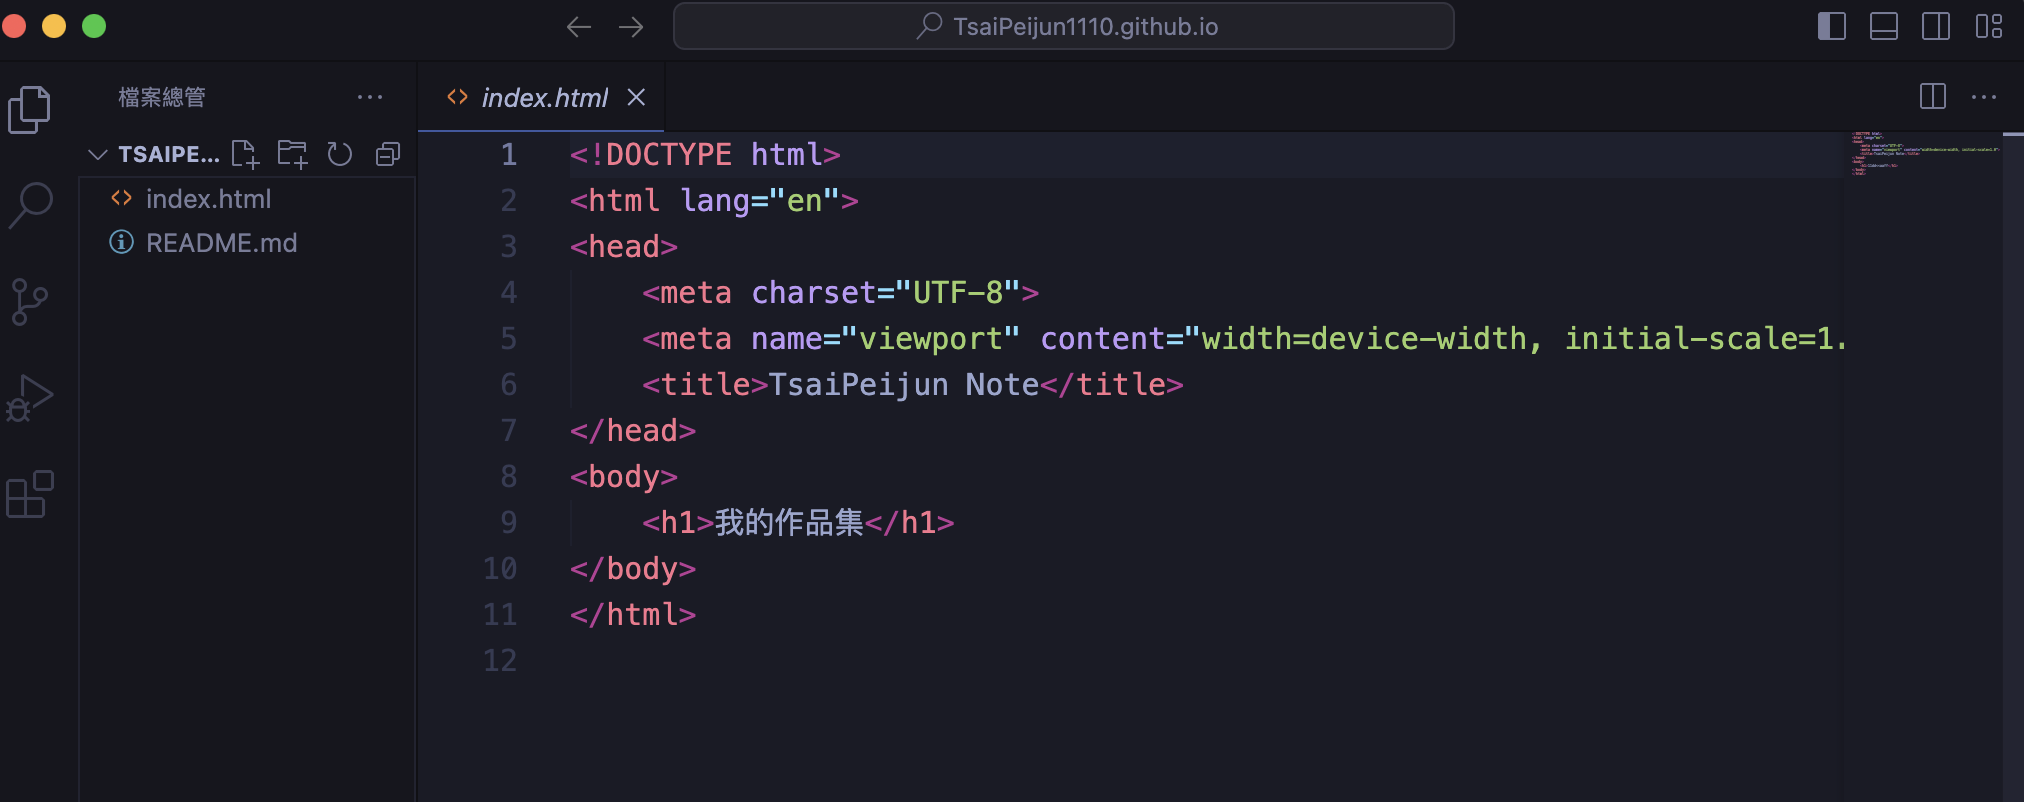 TsaiPeijun1110.github.io
檔案總管
index.html
TSAIPE...
index.html
README.md
1 <!DOCTYPE html>
2 <html lang="en">
3 <head>
4 <meta charset="UTF-8">
5 <meta name="viewport" content="width=device-width, initial-scale=1.
6 <title>TsaiPeijun Note</title>
7 </head>
8 <body>
9 <h1>我的作品集</h1>
10 </body>
11 </html>
12